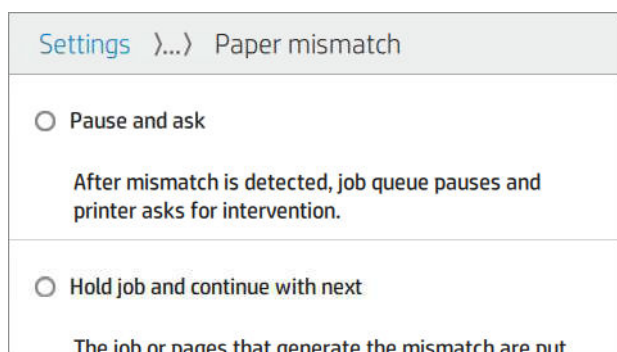 Settings 〉...〉 Paper mismatch
Pause and ask
After mismatch is detected, job queue pauses and
printer asks for intervention.
Hold job and continue with next
The job or pages that generate the mismatch are put